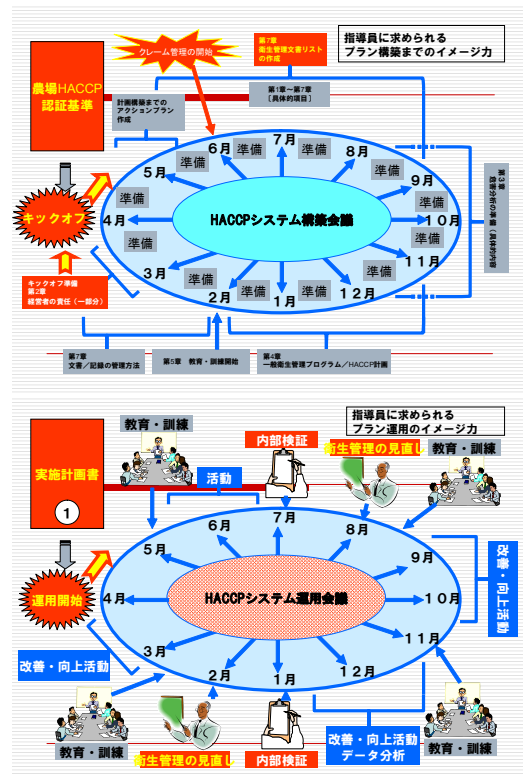 指導員に求められる
プラン構築までのイメージ力
農場HACCP
認証基準
クレーム管理の開始
第7章
衛生管理文書リスト
の作成
第1章～第7章
[具体的項目]
計画構築までの
アクションプラン
作成
7月
6月
8月
5月
9月
4月
10月
3月
11月
2月
1月
12月
準備
準備
準備
準備
準備
準備
準備
準備
準備
準備
準備
準備
HACCPシステム構築会議
キックオフ
キックオフ準備
第2章
経営者の責任（一部分）
第3章
危害分析の準備（具体的内容
第7章
文書／記録の管理方法
第5章 教育・訓練開始
第4章
一般衛生管理プログラム／HACCP計画
指導員に求められる
プラン運用のイメージ力
実施計画書
1
教育・訓練
内部検証
衛生管理の見直し
教育・訓練
活動
7月
6月
8月
5月
9月
4月
10月
3月
11月
2月
1月
12月
HACCPシステム運用会議
運用開始
改善・向上活動
改善・向上活動
改善・向上活動
データ分析
教育・訓練
衛生管理の見直し
内部検証
教育・訓練